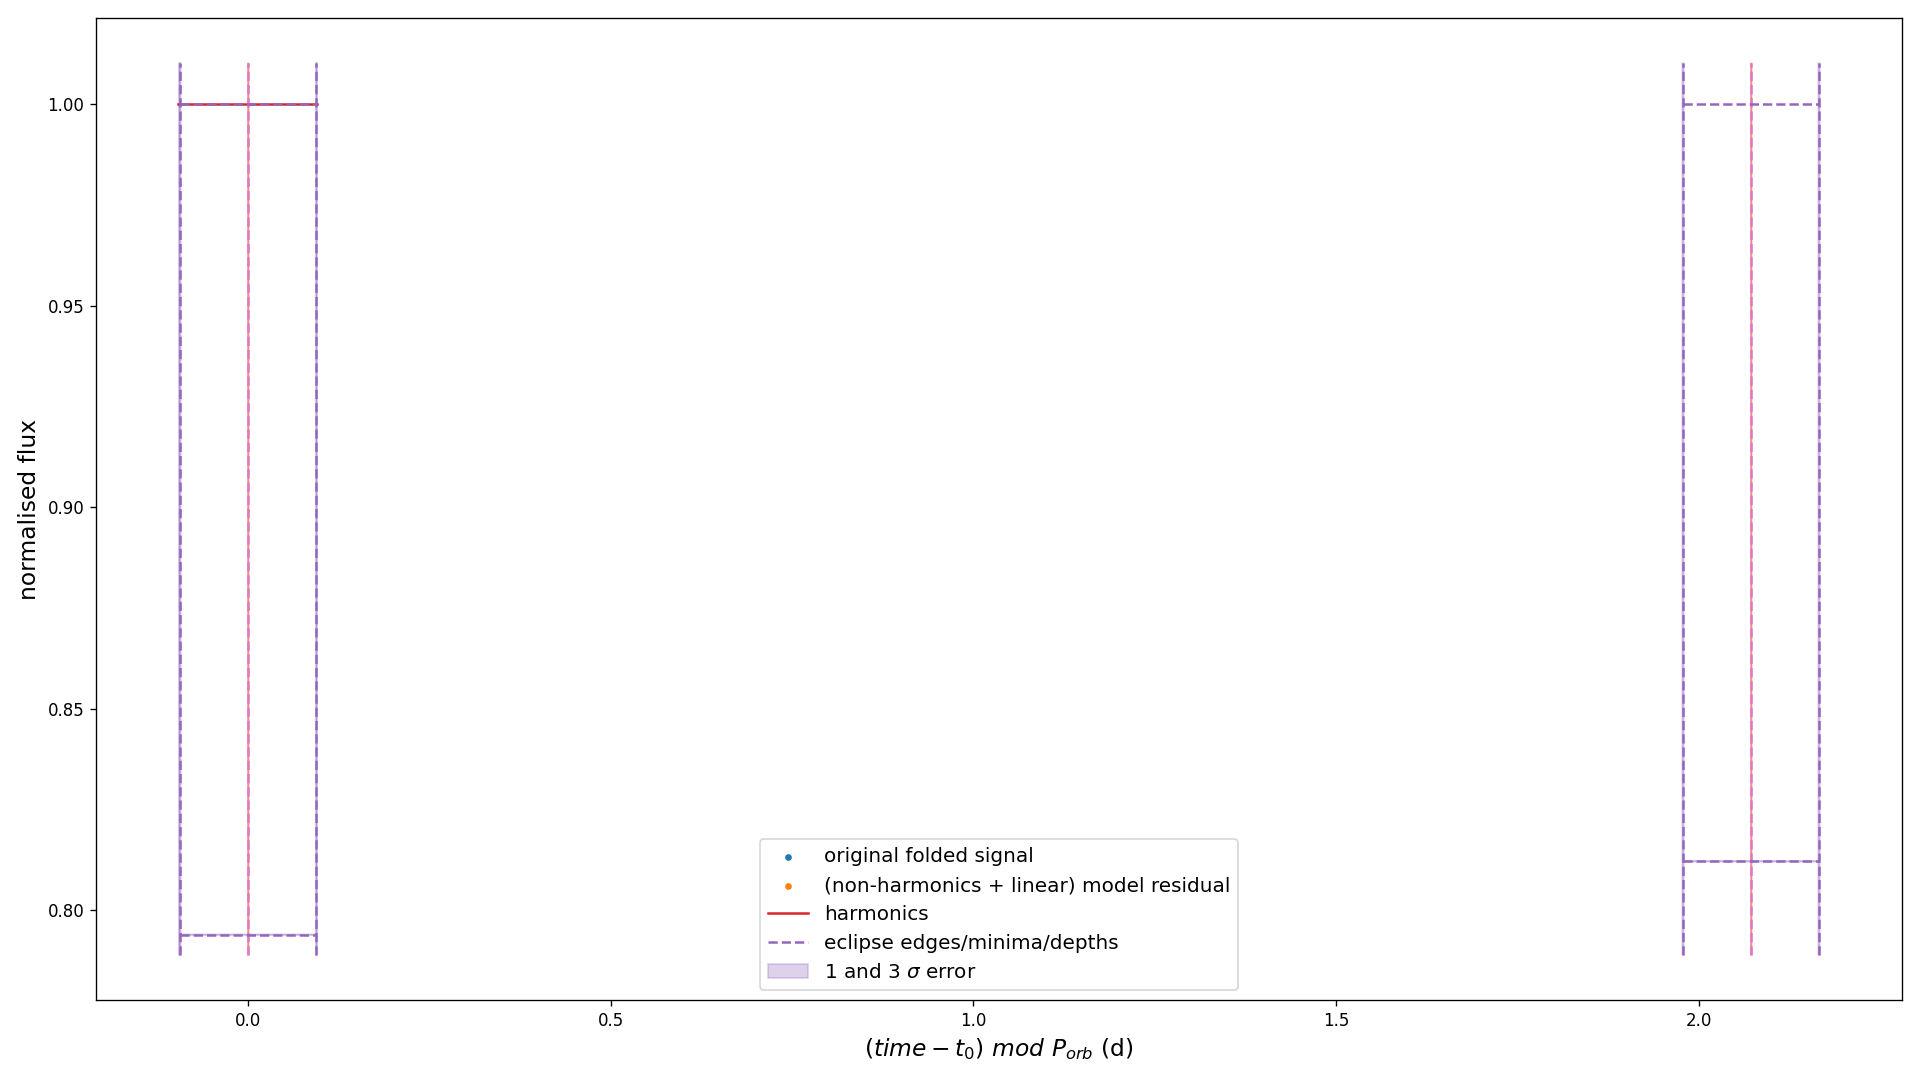 normalised flux
1.00
0.95
0.90
0.85
0.80
original folded signal
(non-harmonics + linear) model residual
harmonics
eclipse edges/minima/depths
1 and 3 σ error
0.0 0.5 1.0 1.5 2.0
(time − t₀) mod Pₒᵣb (d)